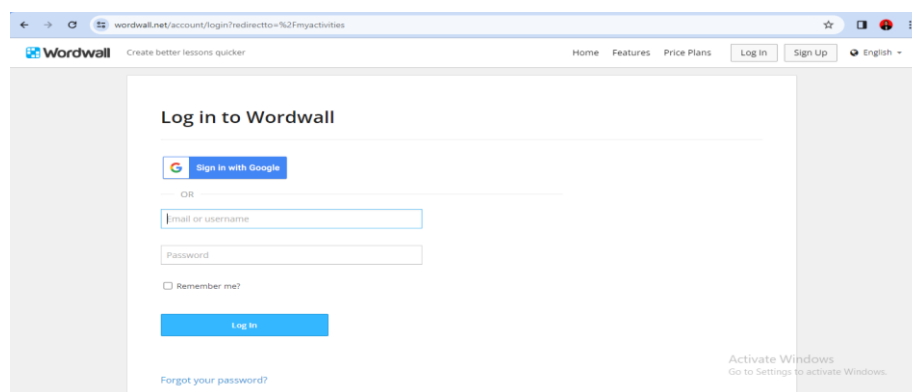 wordwall.net/account/login?redirectto=%2Fmyactivities
Wordwall Create better lessons quicker Home Features Price Plans Log In Sign Up English
Log in to Wordwall
Sign in with Google
OR
Email or username
Password
Remember me?
Log In
Activate Windows
Go to Settings to activate Windows.
Forgot your password?